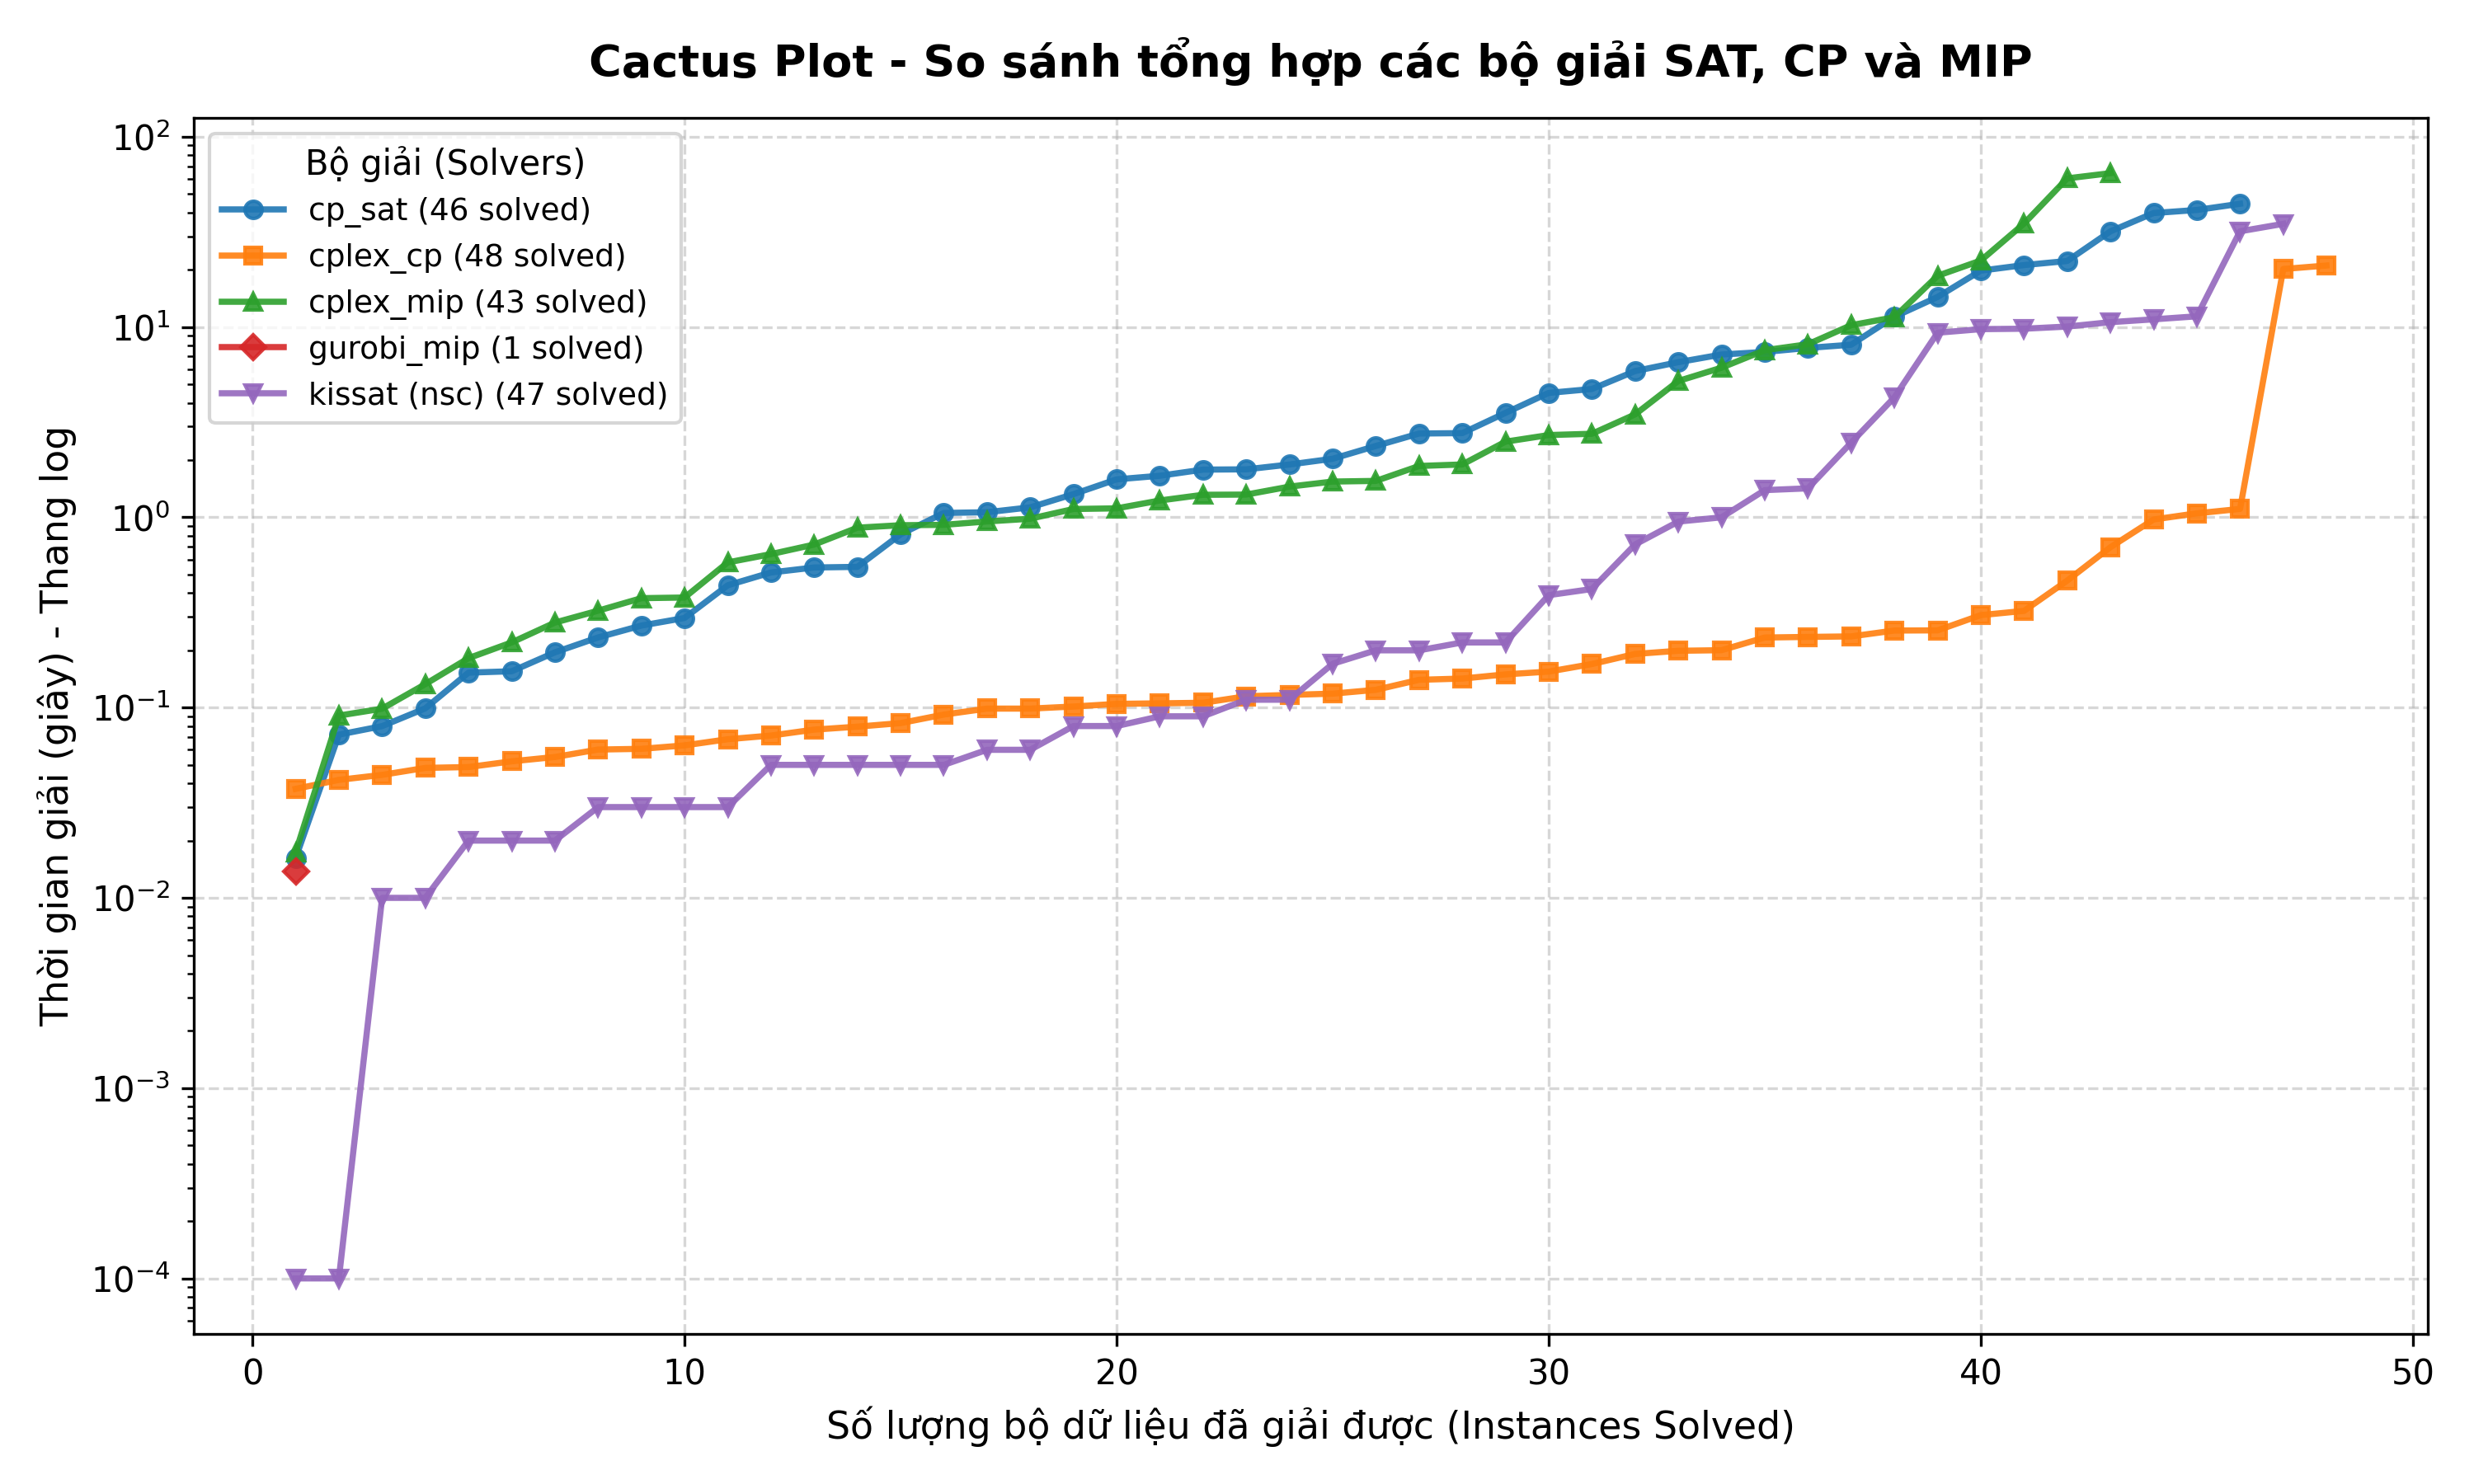 Cactus Plot - So sánh tổng hợp các bộ giải SAT, CP và MIP
Bộ giải (Solvers)
cp_sat (46 solved)
cplex_cp (48 solved)
cplex_mip (43 solved)
gurobi_mip (1 solved)
kissat (nsc) (47 solved)
Thời gian giải (giây) - Thang log
10²
10¹
10⁰
10⁻¹
10⁻²
10⁻³
10⁻⁴
0 10 20 30 40 50
Số lượng bộ dữ liệu đã giải được (Instances Solved)